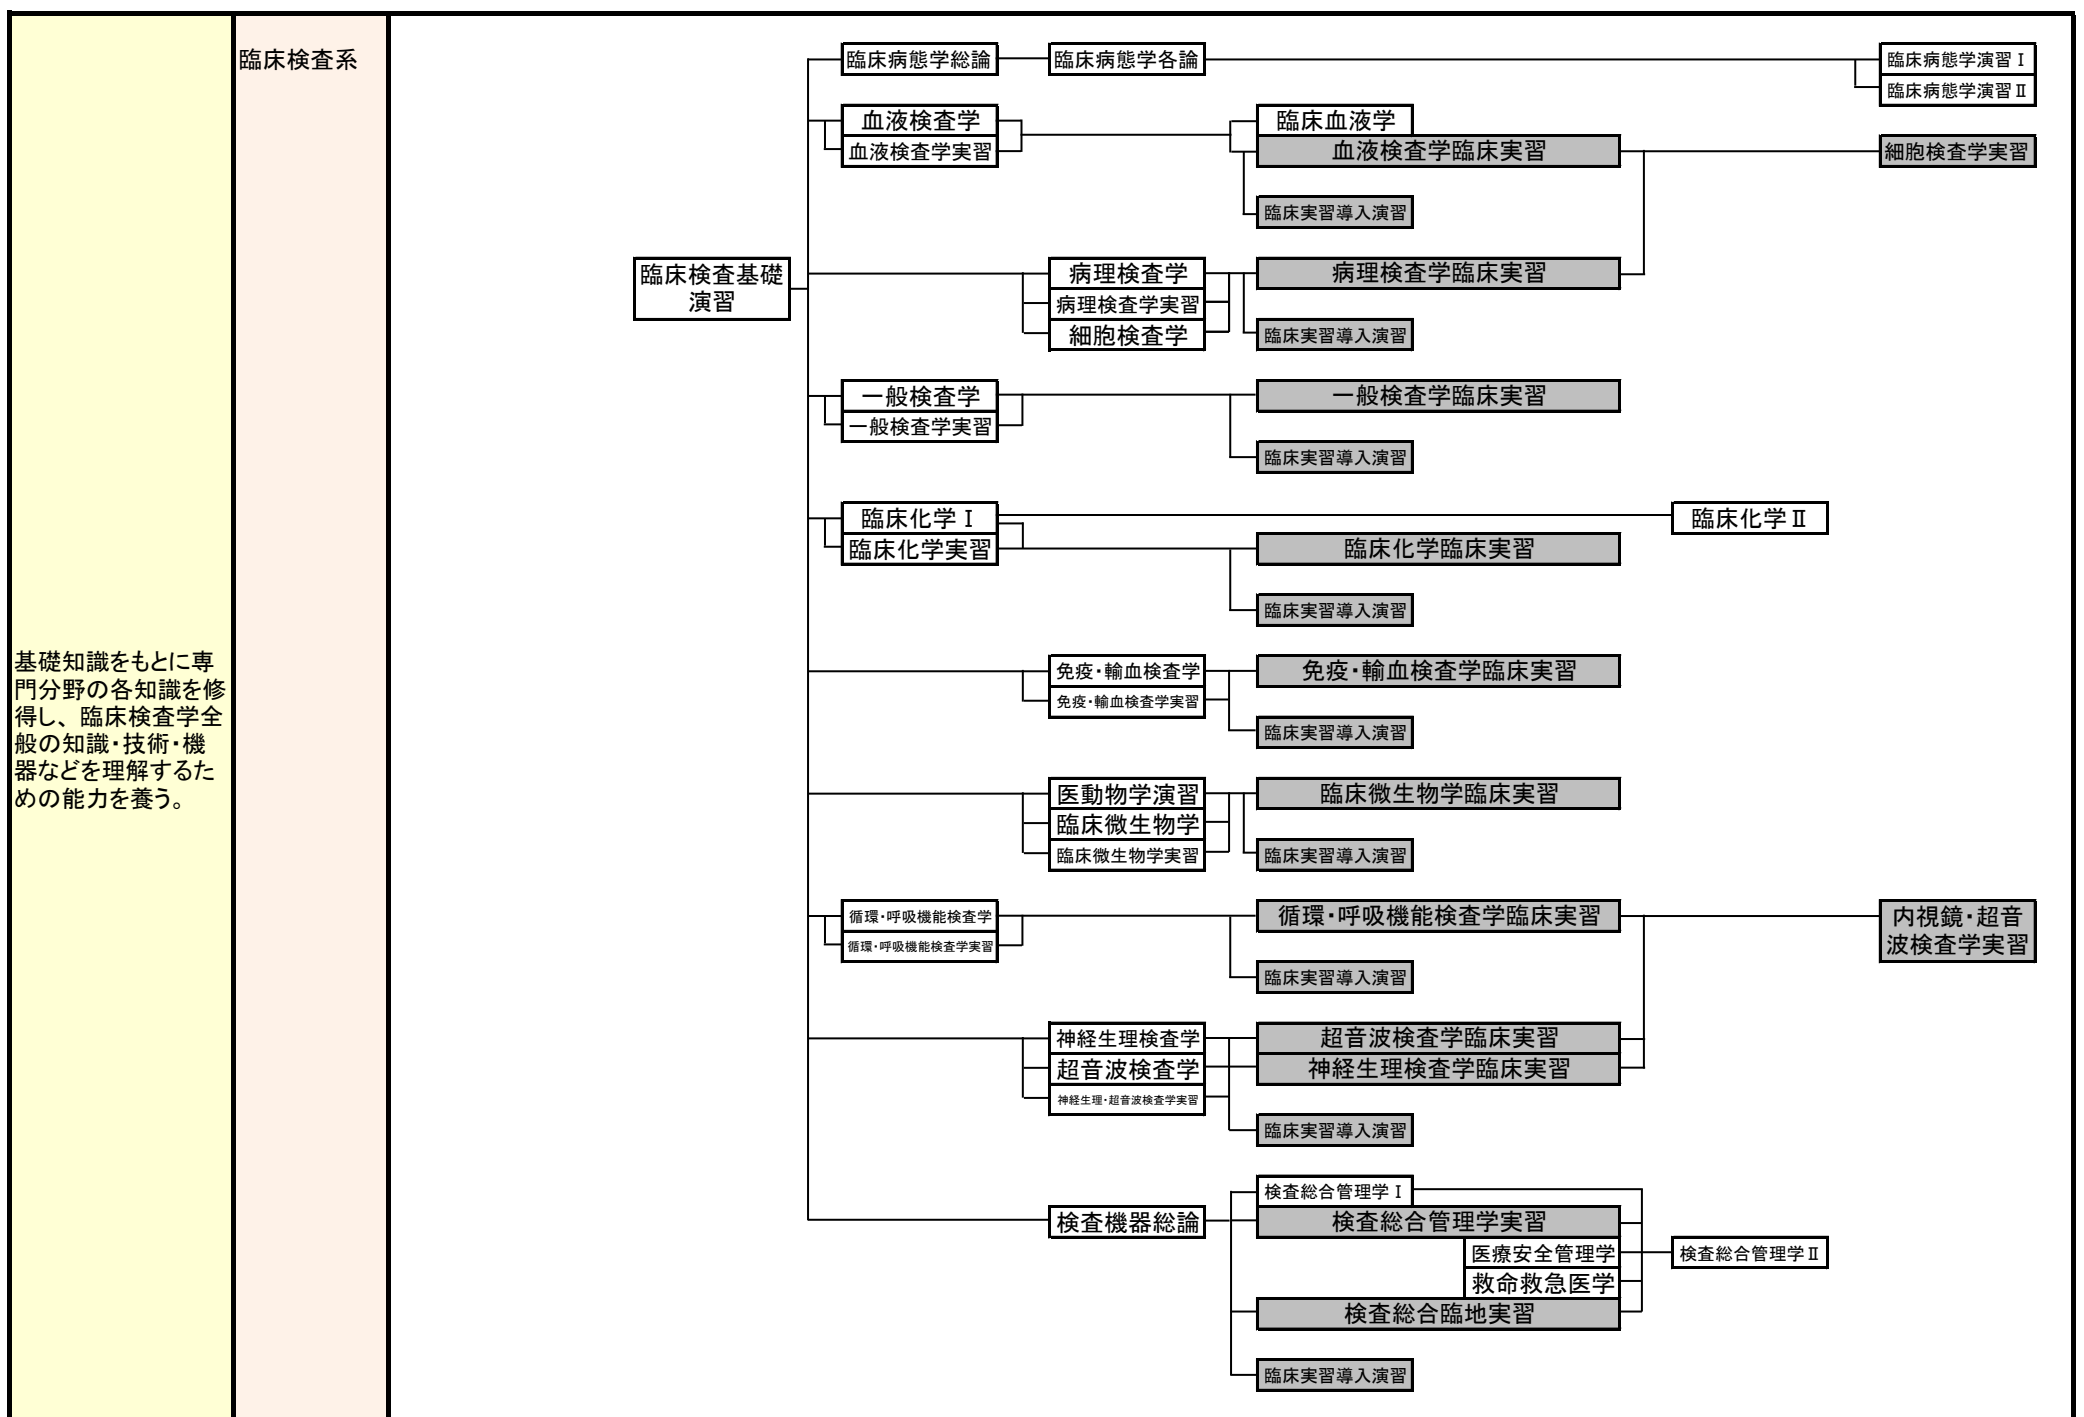 臨床検査系
基礎知識をもとに専
門分野の各知識を修
得し、臨床検査学全
般の知識・技術・機
器などを理解するた
めの能力を養う。
臨床検査基礎
演習
臨床病態学総論
臨床病態学各論
臨床病態学演習Ⅰ
臨床病態学演習Ⅱ
血液検査学
血液検査学実習
臨床血液学
血液検査学臨床実習
細胞検査学実習
臨床実習導入演習
病理検査学
病理検査学実習
細胞検査学
病理検査学臨床実習
臨床実習導入演習
一般検査学
一般検査学実習
一般検査学臨床実習
臨床実習導入演習
臨床化学Ⅰ
臨床化学実習
臨床化学Ⅱ
臨床化学臨床実習
臨床実習導入演習
免疫・輸血検査学
免疫・輸血検査学実習
免疫・輸血検査学臨床実習
臨床実習導入演習
医動物学演習
臨床微生物学
臨床微生物学実習
臨床微生物学臨床実習
臨床実習導入演習
循環・呼吸機能検査学
循環・呼吸機能検査学実習
循環・呼吸機能検査学臨床実習
内視鏡・超音
波検査学実習
臨床実習導入演習
神経生理検査学
超音波検査学
神経生理・超音波検査学実習
超音波検査学臨床実習
神経生理検査学臨床実習
臨床実習導入演習
検査機器総論
検査総合管理学Ⅰ
検査総合管理学実習
医療安全管理学
救命救急医学
検査総合臨地実習
検査総合管理学Ⅱ
臨床実習導入演習